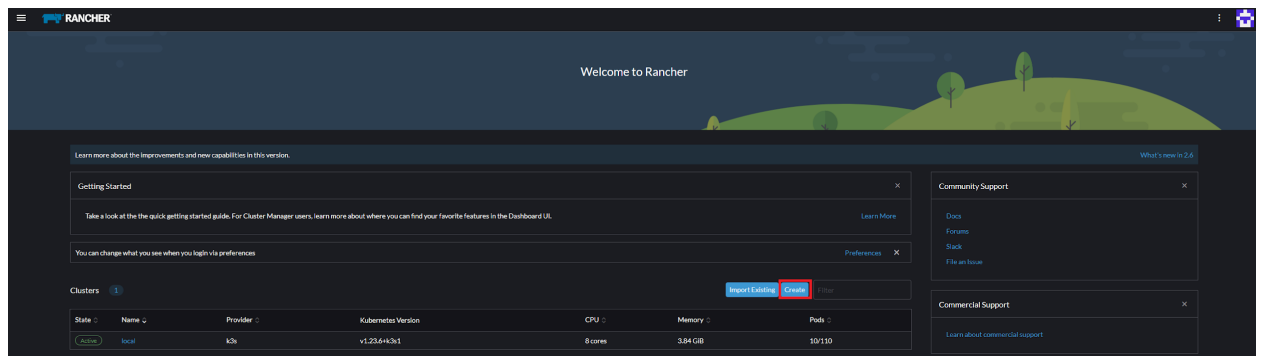 RANCHER
Welcome to Rancher
Learn more about the improvements and new capabilities in this version.
What's new in 2.6
Getting Started
Take a look at the the quick getting started guide. For Cluster Manager users, learn more about where you can find your favorite features in the Dashboard UI.
Learn More
You can change what you see when you login via preferences
Preferences
Clusters 1
Import Existing Create Filter
State Name Provider Kubernetes Version CPU Memory Pods
Active local k3s v1.23.6+k3s1 8 cores 3.84 GiB 10/110
Community Support
Docs
Forums
Slack
File an Issue
Commercial Support
Learn about commercial support